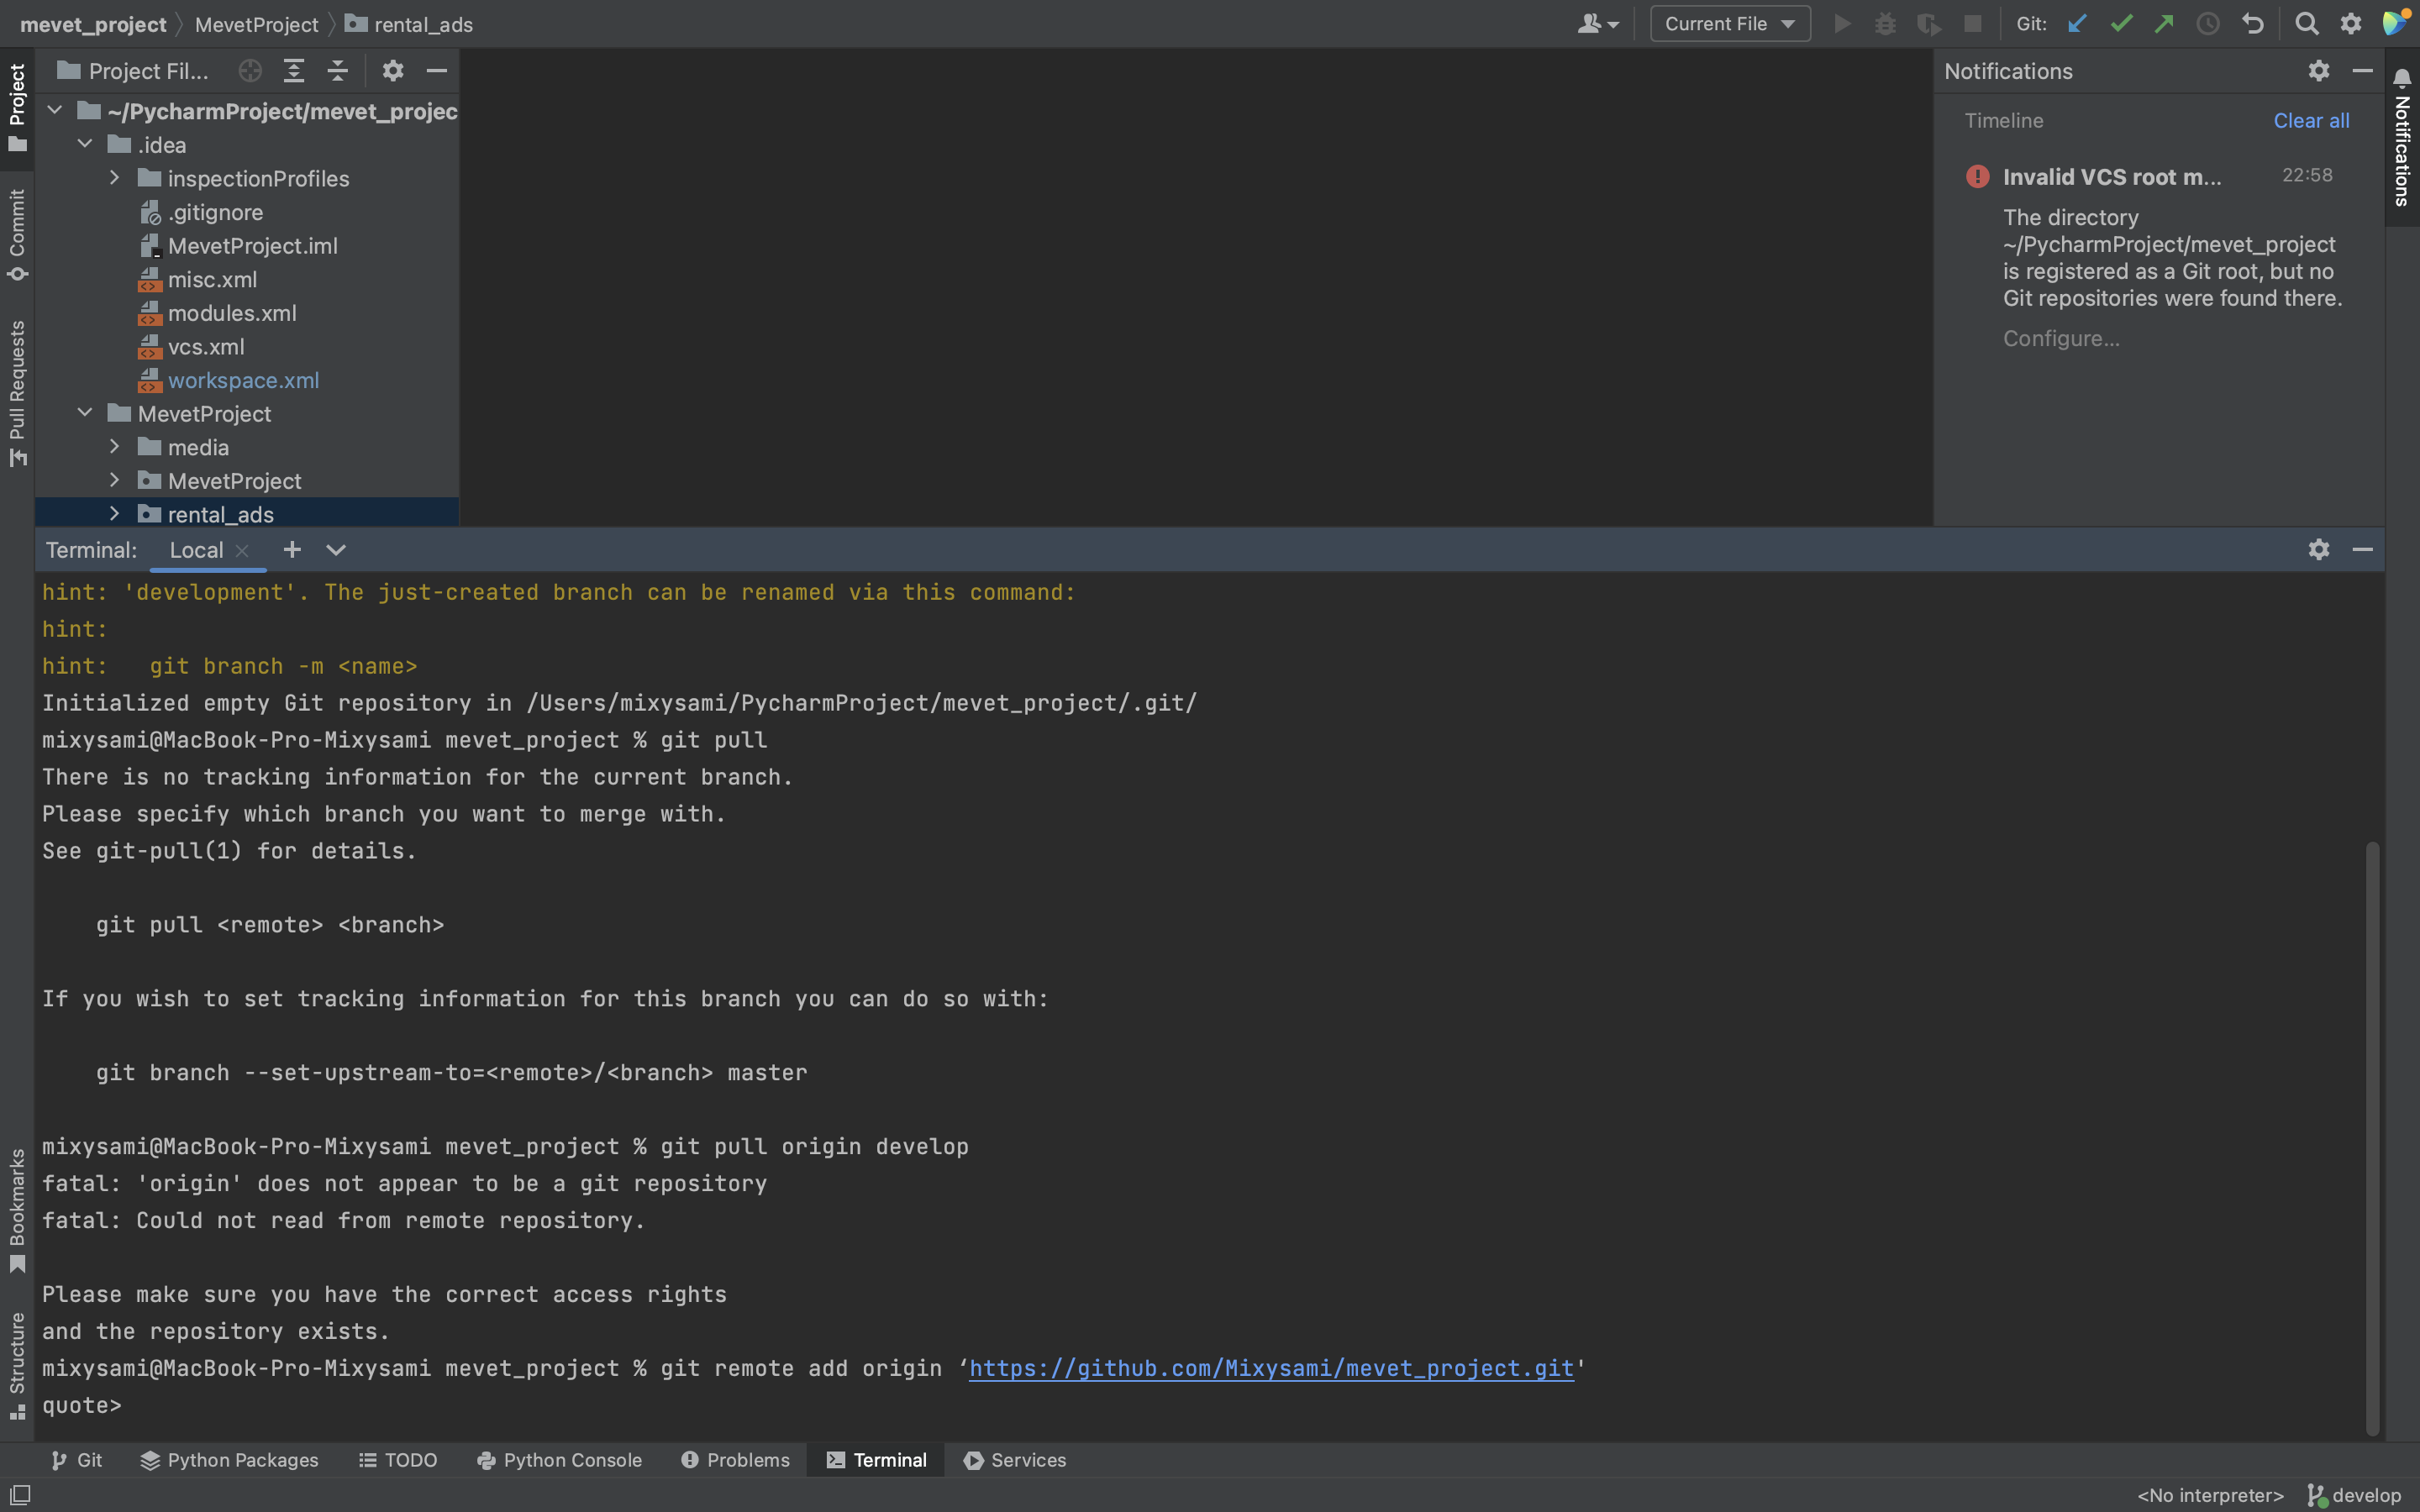 mevet_project MevetProject rental_ads Current File Git:
Project Fil...
~/PycharmProject/mevet_projec
.idea
inspectionProfiles
.gitignore
MevetProject.iml
misc.xml
modules.xml
vcs.xml
workspace.xml
MevetProject
media
MevetProject
rental_ads
Project
Commit
Pull Requests
Bookmarks
Structure
Notifications
Timeline Clear all
Invalid VCS root m... 22:58
The directory
~/PycharmProject/mevet_project
is registered as a Git root, but no
Git repositories were found there.
Configure...
Notifications
Terminal: Local
hint: 'development'. The just-created branch can be renamed via this command:
hint:
hint:   git branch -m <name>
Initialized empty Git repository in /Users/mixysami/PycharmProject/mevet_project/.git/
mixysami@MacBook-Pro-Mixysami mevet_project % git pull
There is no tracking information for the current branch.
Please specify which branch you want to merge with.
See git-pull(1) for details.
    git pull <remote> <branch>
If you wish to set tracking information for this branch you can do so with:
    git branch --set-upstream-to=<remote>/<branch> master
mixysami@MacBook-Pro-Mixysami mevet_project % git pull origin develop
fatal: 'origin' does not appear to be a git repository
fatal: Could not read from remote repository.
Please make sure you have the correct access rights
and the repository exists.
mixysami@MacBook-Pro-Mixysami mevet_project % git remote add origin ‘https://github.com/Mixysami/mevet_project.git'
quote>
Git Python Packages TODO Python Console Problems Terminal Services
<No interpreter> develop